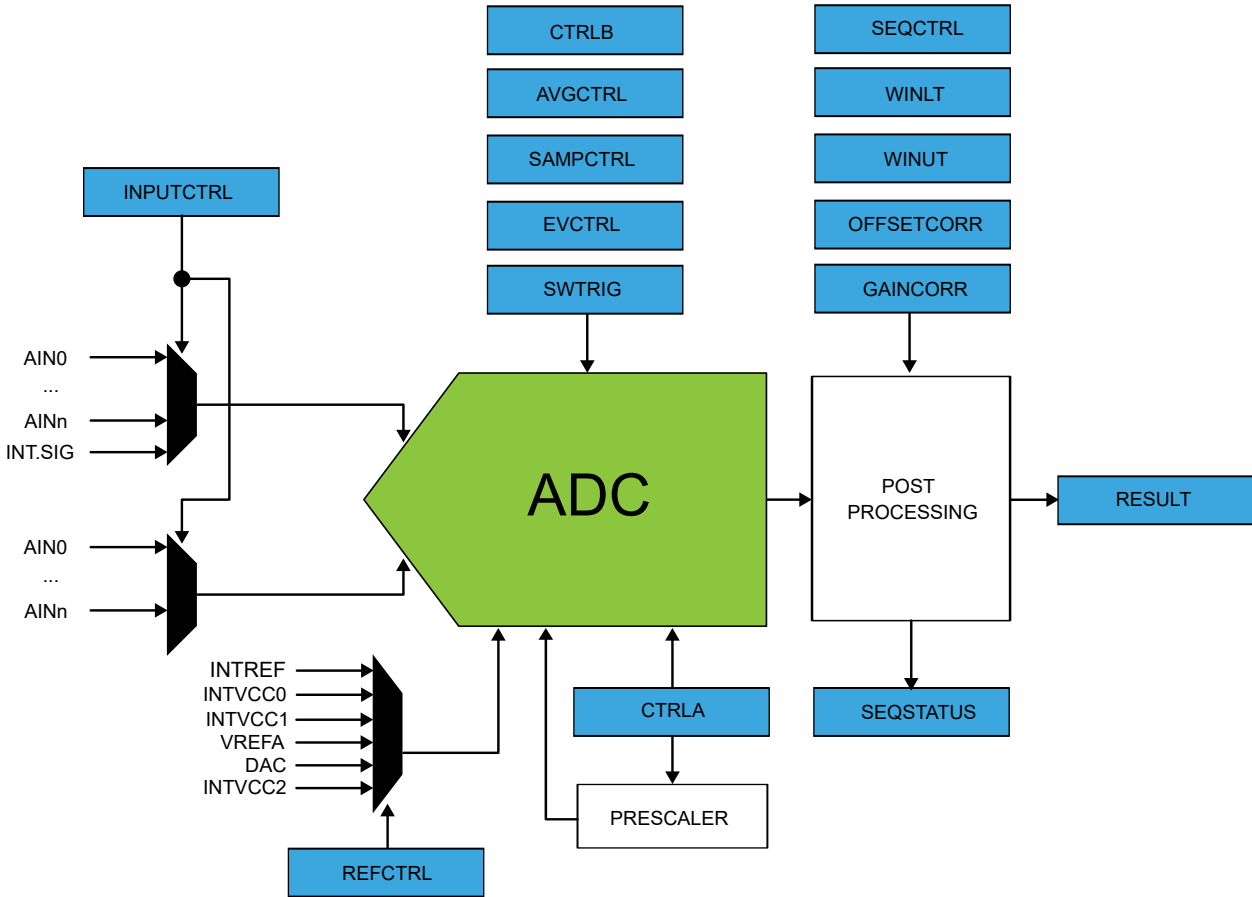 CTRLB
SEQCTRL
AVGCTRL
WINLT
SAMPCTRL
WINUT
INPUTCTRL
EVCTRL
OFFSETCORR
SWTRIG
GAINCORR
AIN0
...
AINn
INT.SIG
ADC
POST
PROCESSING
RESULT
AIN0
...
AINn
INTREF
INTVCC0
INTVCC1
VREFA
DAC
INTVCC2
CTRLA
SEQSTATUS
PRESCALER
REFCTRL